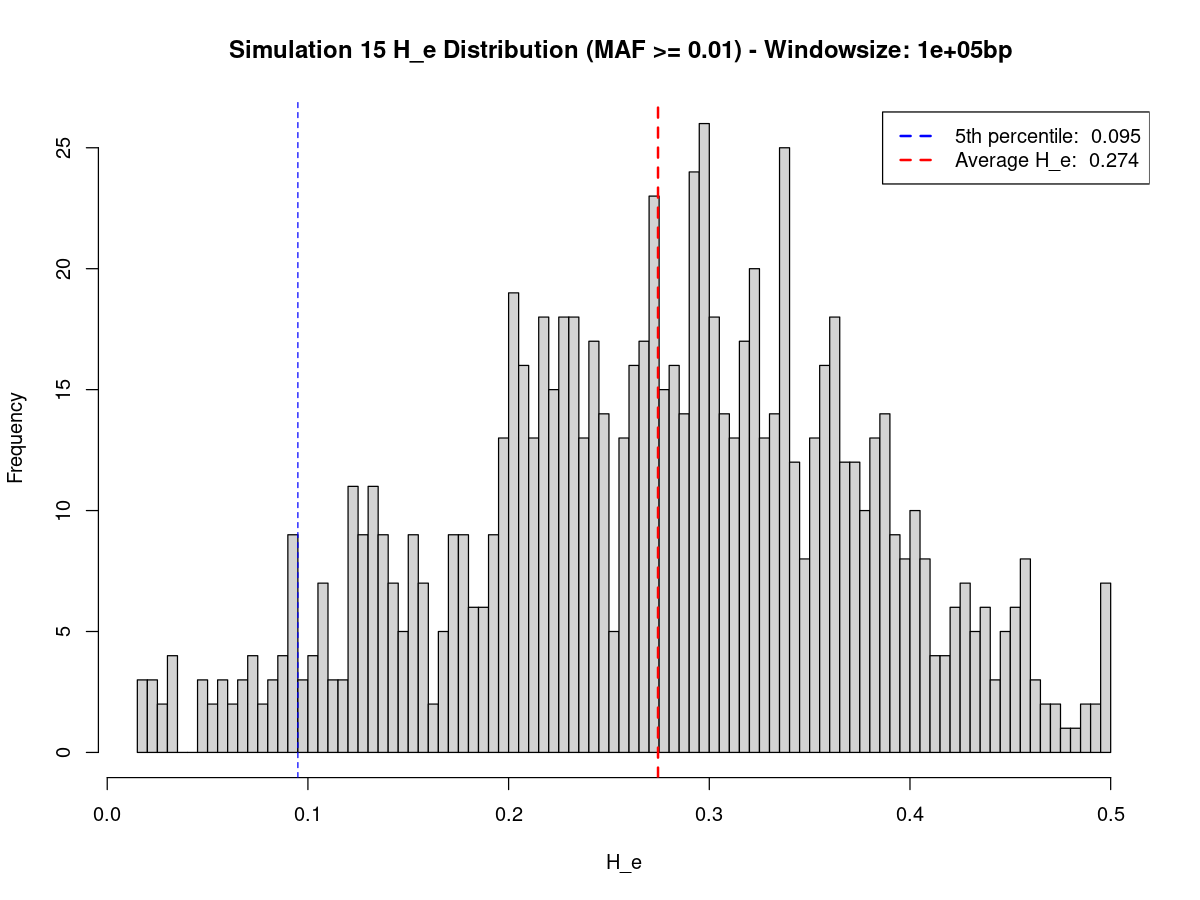 Simulation 15 H_e Distribution (MAF >= 0.01) - Windowsize: 1e+05bp
5th percentile:  0.095
Average H_e:  0.274
Frequency
25
20
15
10
5
0
0.0 0.1 0.2 0.3 0.4 0.5
H_e